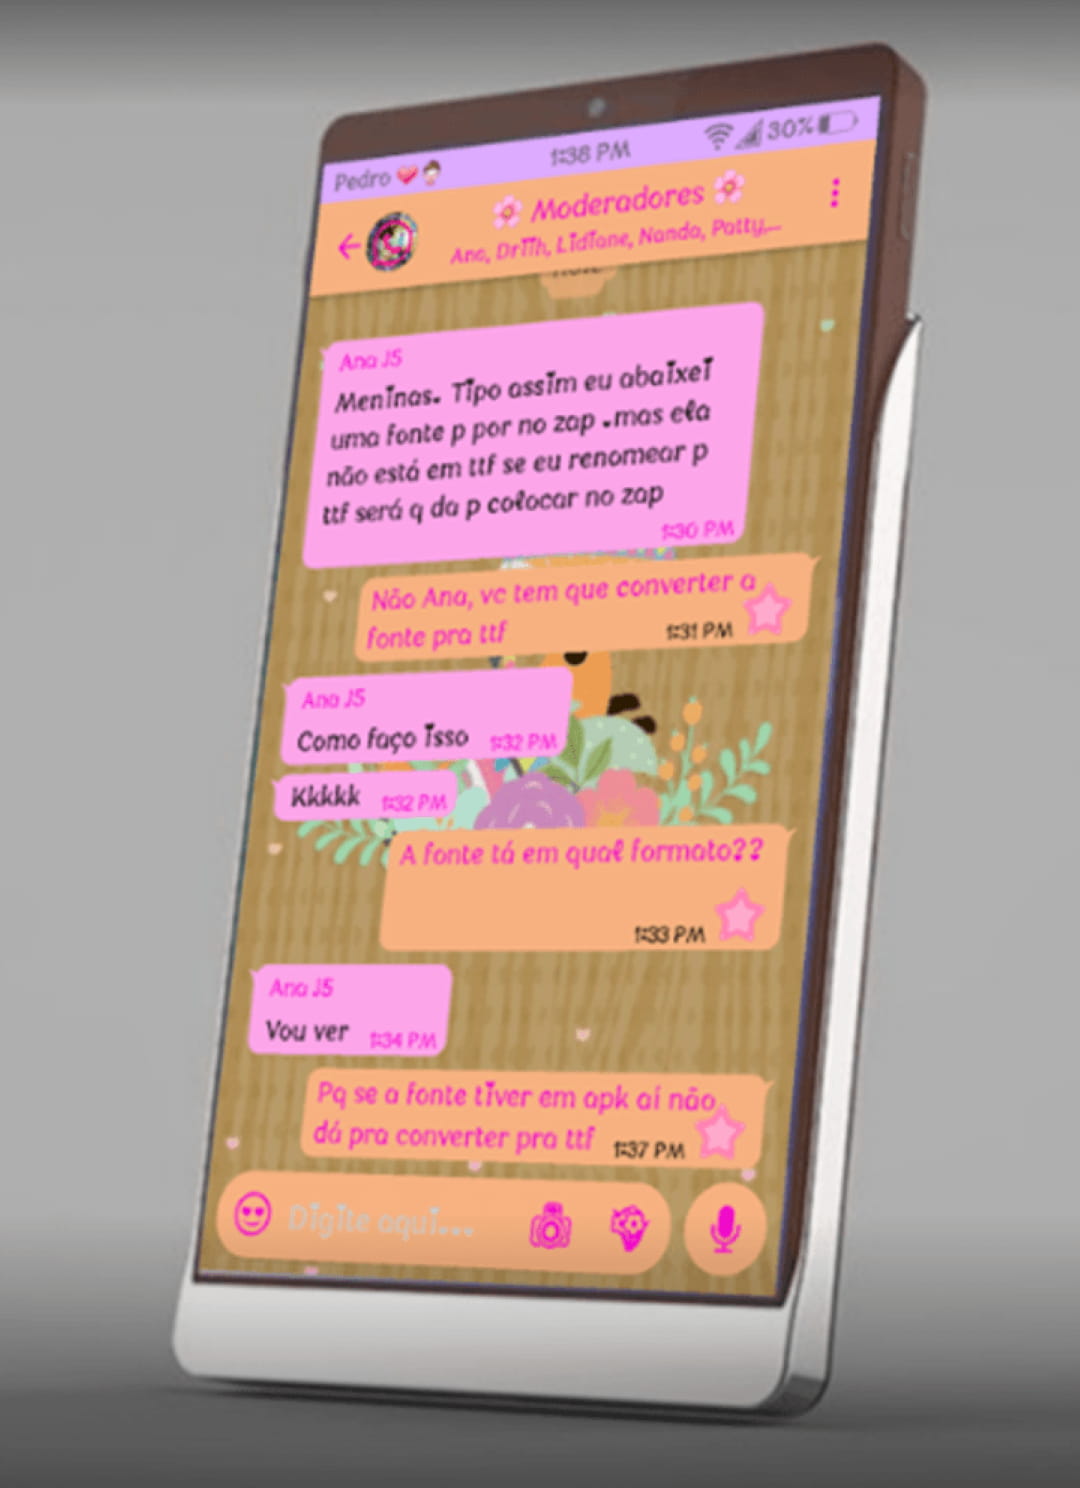 Pedro ❤️👶
1:38 PM
30%
🌸 Moderadores 🌸
Ana, Drïïh, Lidiane, Nanda, Patty,...
Ana J5
Meninas. Tipo assim eu abaixei
uma fonte p por no zap .mas ela
não está em ttf se eu renomear p
ttf será q da p colocar no zap
1:30 PM
Não Ana, vc tem que converter a
fonte pra ttf
1:31 PM
Ana J5
Como faço isso
1:32 PM
Kkkkk
1:32 PM
A fonte tá em qual formato??
1:33 PM
Ana J5
Vou ver
1:34 PM
Pq se a fonte tiver em apk aí não
dá pra converter pra ttf
1:37 PM
Digite aqui...